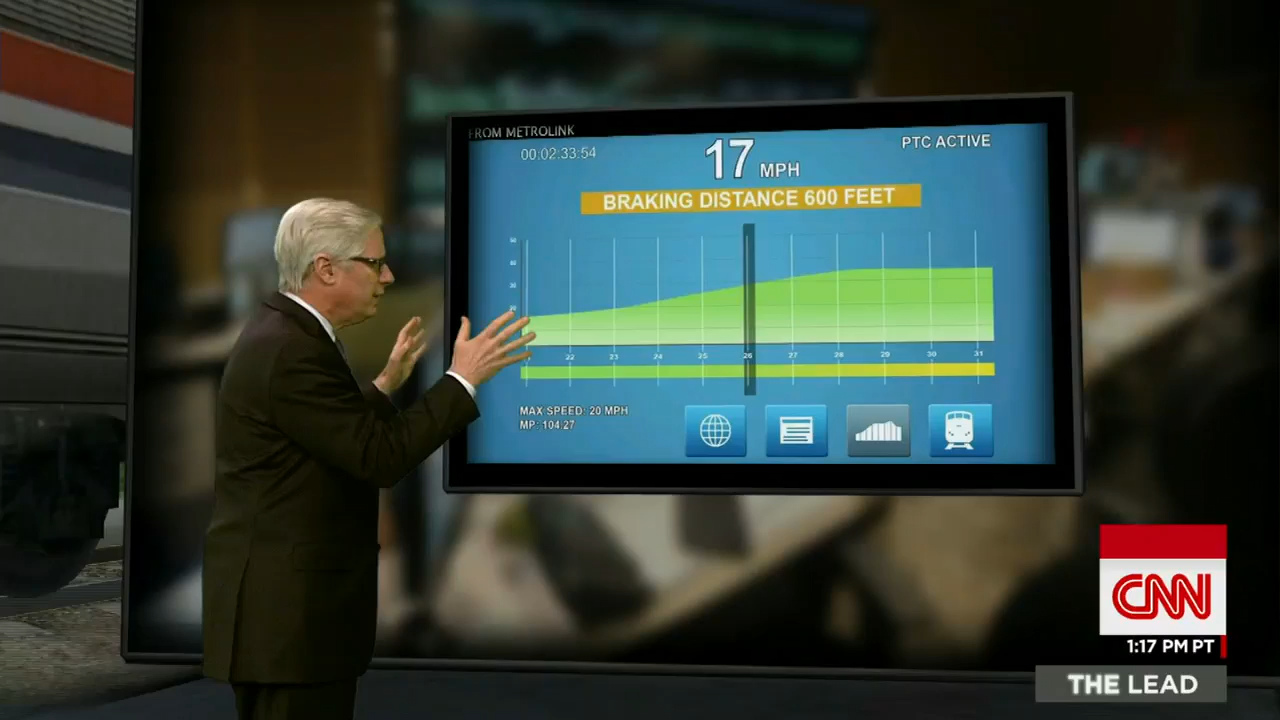 FROM METROLINK
00:02:33:54
17 MPH
PTC ACTIVE
BRAKING DISTANCE 600 FEET
22 23 24 25 26 27 28 29 30 31
MAX SPEED: 20 MPH
MP: 104.27
CNN
1:17 PM PT
THE LEAD